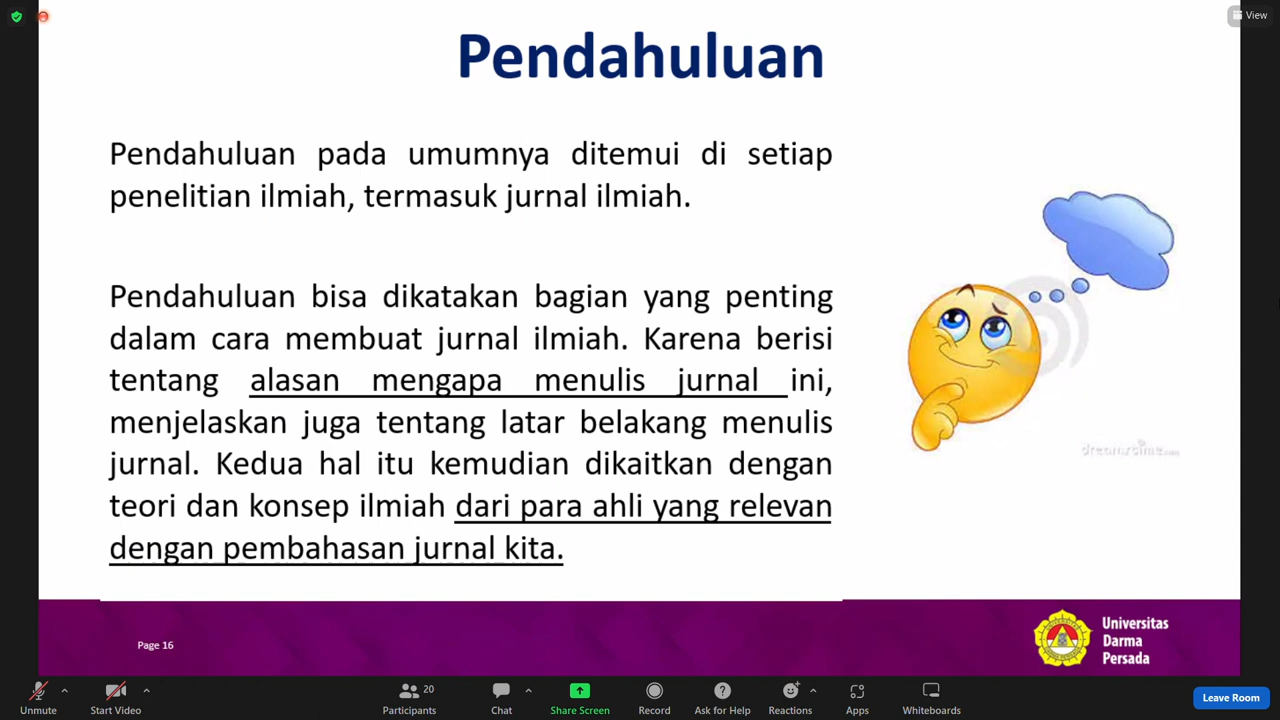 View
Pendahuluan
Pendahuluan pada umumnya ditemui di setiap
penelitian ilmiah, termasuk jurnal ilmiah.
Pendahuluan bisa dikatakan bagian yang penting
dalam cara membuat jurnal ilmiah. Karena berisi
tentang alasan mengapa menulis jurnal ini,
menjelaskan juga tentang latar belakang menulis
jurnal. Kedua hal itu kemudian dikaitkan dengan
teori dan konsep ilmiah dari para ahli yang relevan
dengan pembahasan jurnal kita.
dreamstime.com
Page 16
Universitas
Darma
Persada
Unmute
Start Video
20
Participants
Chat
Share Screen
Record
Ask for Help
Reactions
Apps
Whiteboards
Leave Room